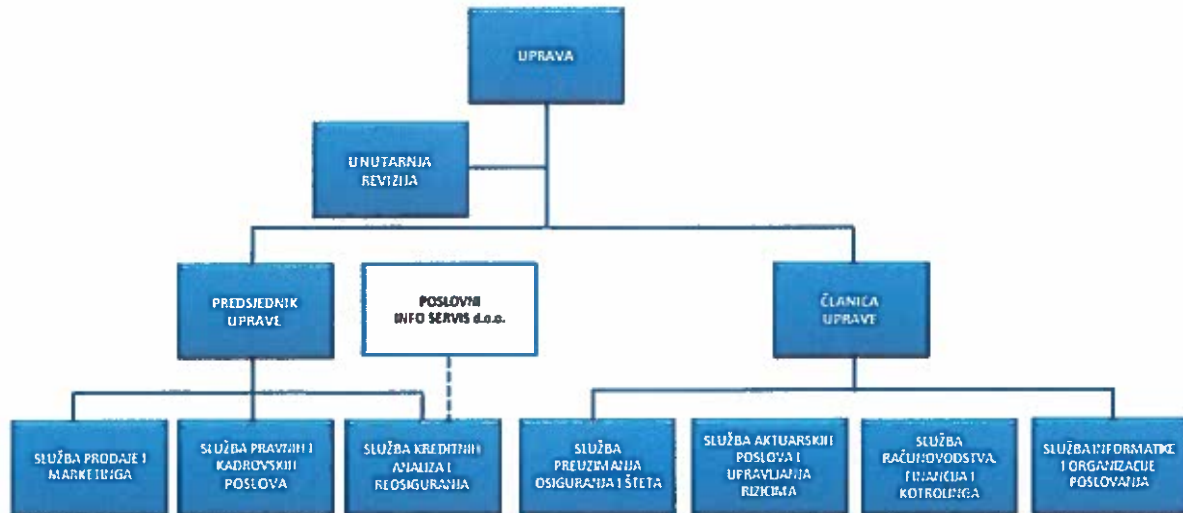 UPRAVA
UNUTARNJA
REVIZIJA
PREDSJEDNIK
UPRAVE
POSLOVNI
INFO SERVIS d.o.o.
ČLANICA
UPRAVE
SLUŽBA PRODAJE I
MARKETINGA
SLUŽBA PRAVNIH I
KADROVSKIH
POSLOVA
SLUŽBA KREDITNIH
ANALIZA I
REOSIGURANJA
SLUŽBA
PREUZIMANJA
OSIGURANJA I ŠTETA
SLUŽBA AKTUARSKIH
POSLOVA I
UPRAVLJANJA
RIZICIMA
SLUŽBA
RAČUNOVODSTVA,
FINANCIJA I
KOTROLINGA
SLUŽBA INFORMATIKE
I ORGANIZACIJE
POSLOVANJA